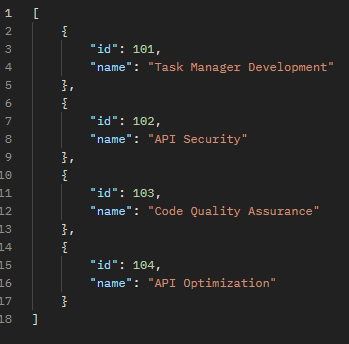 1 [
2     {
3         "id": 101,
4         "name": "Task Manager Development"
5     },
6     {
7         "id": 102,
8         "name": "API Security"
9     },
10     {
11         "id": 103,
12         "name": "Code Quality Assurance"
13     },
14     {
15         "id": 104,
16         "name": "API Optimization"
17     }
18 ]